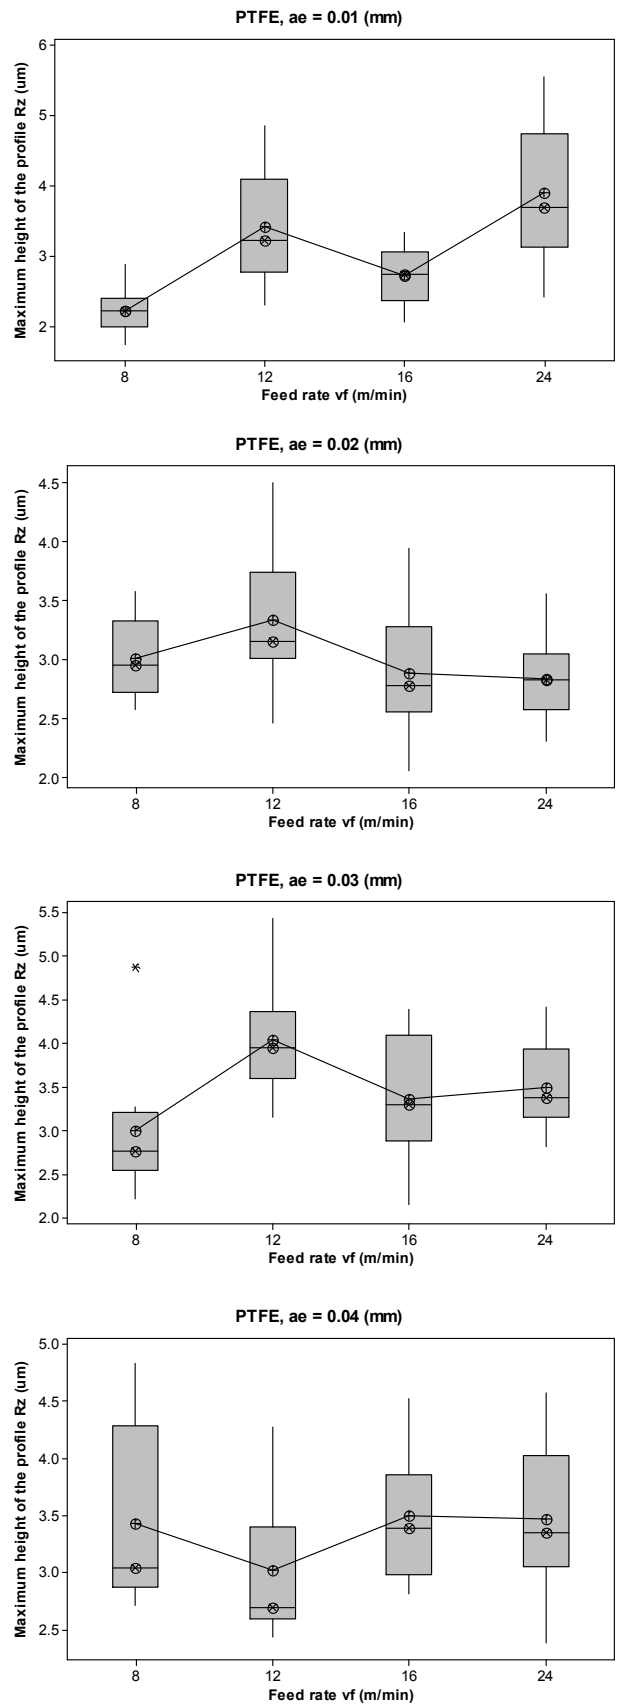 PTFE, ae = 0.01 (mm)
Maximum height of the profile Rz (um)
6
5
4
3
2
8 12 16 24
Feed rate vf (m/min)
PTFE, ae = 0.02 (mm)
Maximum height of the profile Rz (um)
4.5
4.0
3.5
3.0
2.5
2.0
8 12 16 24
Feed rate vf (m/min)
PTFE, ae = 0.03 (mm)
Maximum height of the profile Rz (um)
5.5
5.0
4.5
4.0
3.5
3.0
2.5
2.0
8 12 16 24
Feed rate vf (m/min)
PTFE, ae = 0.04 (mm)
Maximum height of the profile Rz (um)
5.0
4.5
4.0
3.5
3.0
2.5
8 12 16 24
Feed rate vf (m/min)